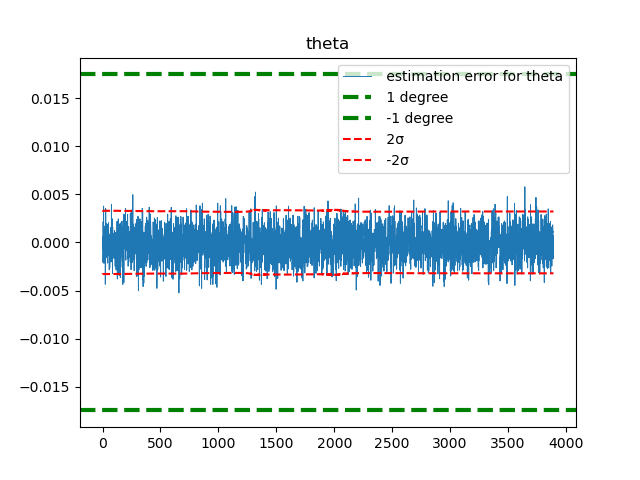 theta
0.015
0.010
0.005
0.000
−0.005
−0.010
−0.015
estimation error for theta
1 degree
-1 degree
2σ
-2σ
0 500 1000 1500 2000 2500 3000 3500 4000